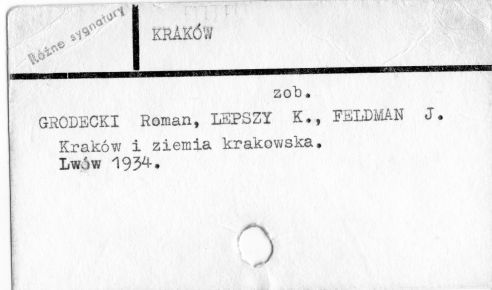 Różne sygnatury
KRAKÓW
zob.
GRODECKI Roman, LEPSZY K., FELDMAN J.
Kraków i ziemia krakowska.
Lwów 1934.